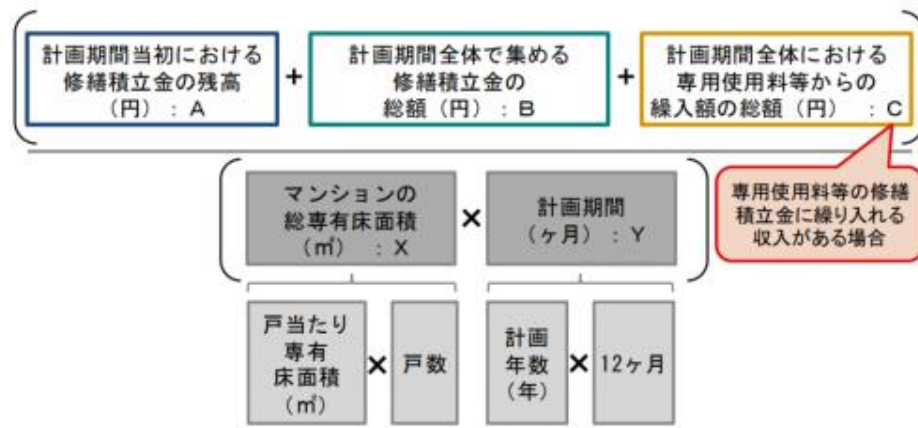 計画期間当初における
修繕積立金の残高
(円) : A
+
計画期間全体で集める
修繕積立金の
総額(円) : B
+
計画期間全体における
専用使用料等からの
繰入額の総額(円) : C
マンションの
総専有床面積
(㎡) : X
×
計画期間
(ヶ月) : Y
専用使用料等の修繕
積立金に繰り入れる
収入がある場合
戸当たり
専有
床面積
(㎡)
×
戸数
計画
年数
(年)
×
12ヶ月